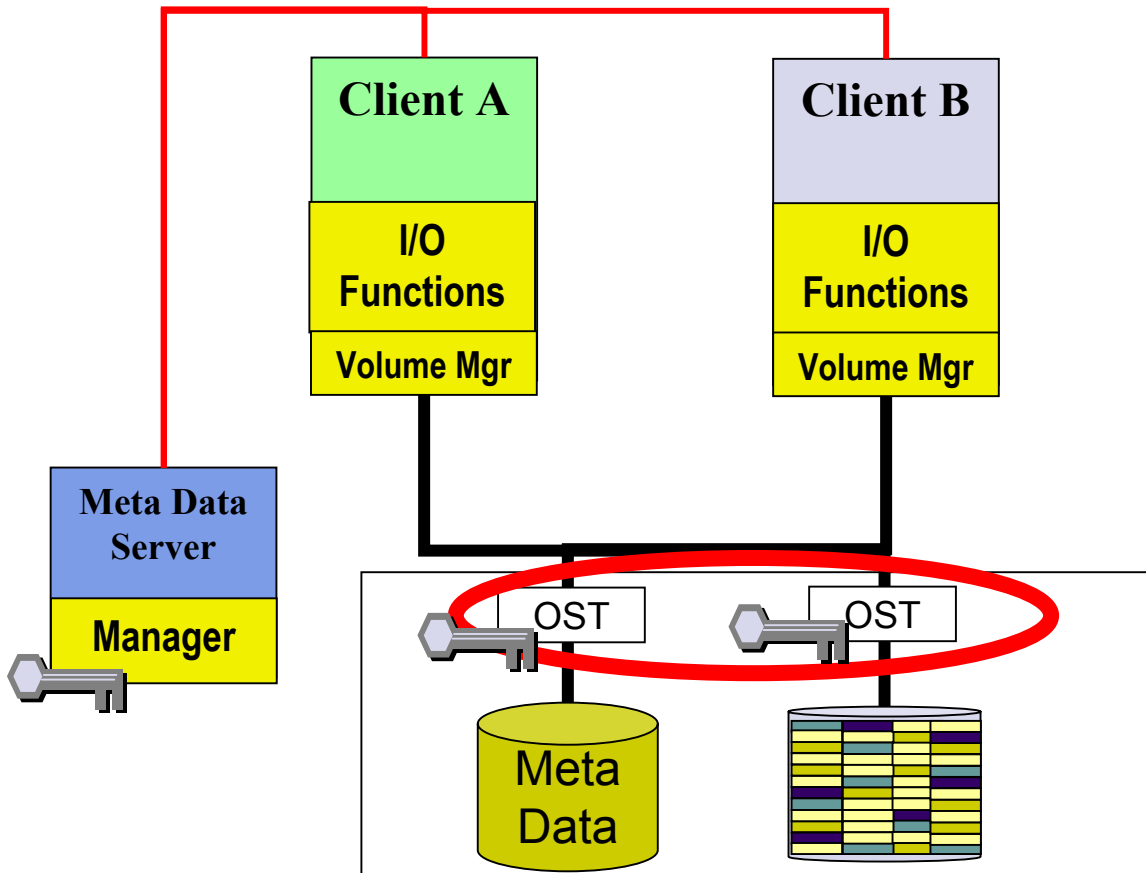 Client A
Client B
I/O
Functions
I/O
Functions
Volume Mgr
Volume Mgr
Meta Data
Server
Manager
OST
OST
Meta
Data